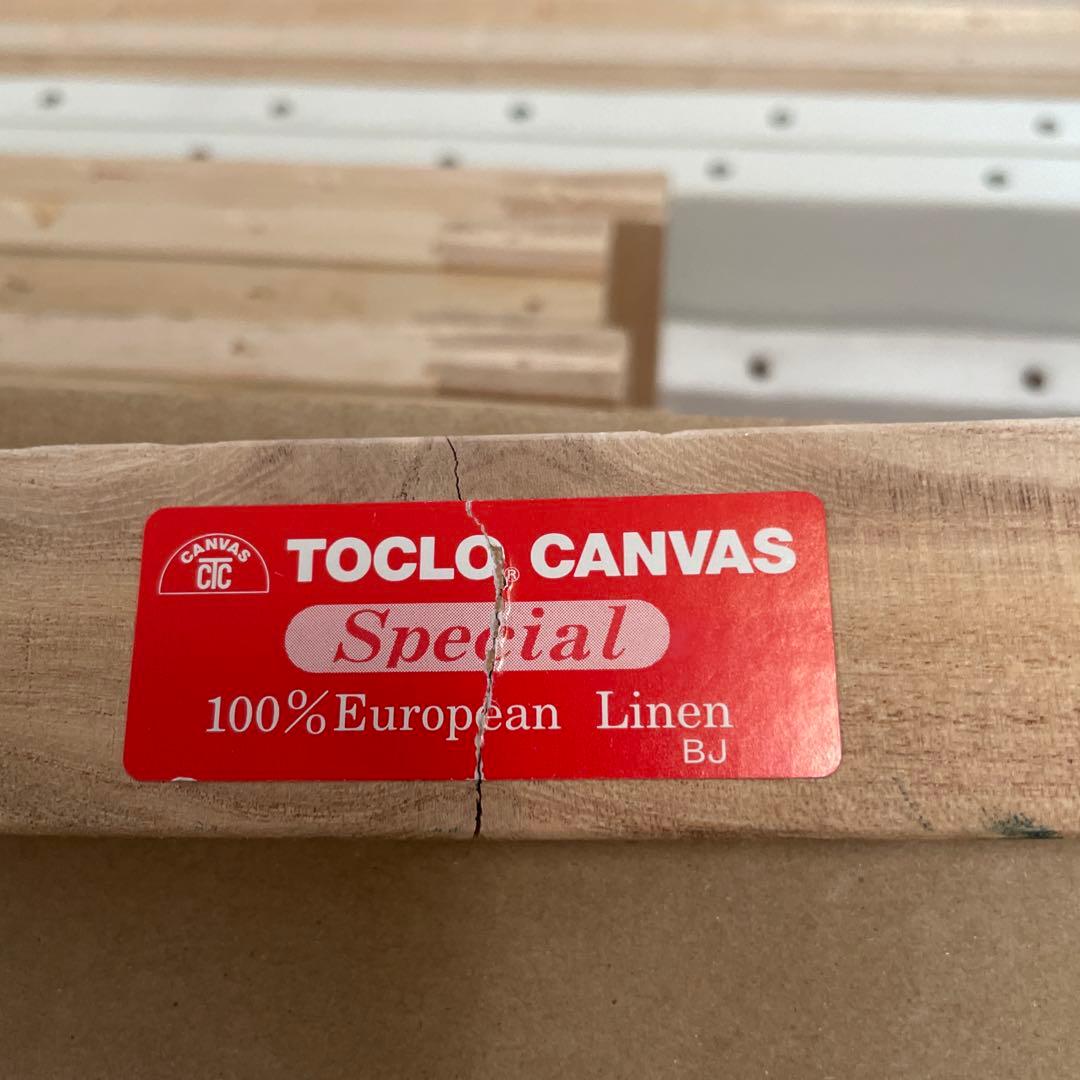 CANVAS
CTC
TOCLO® CANVAS
Special
100% European Linen
BJ